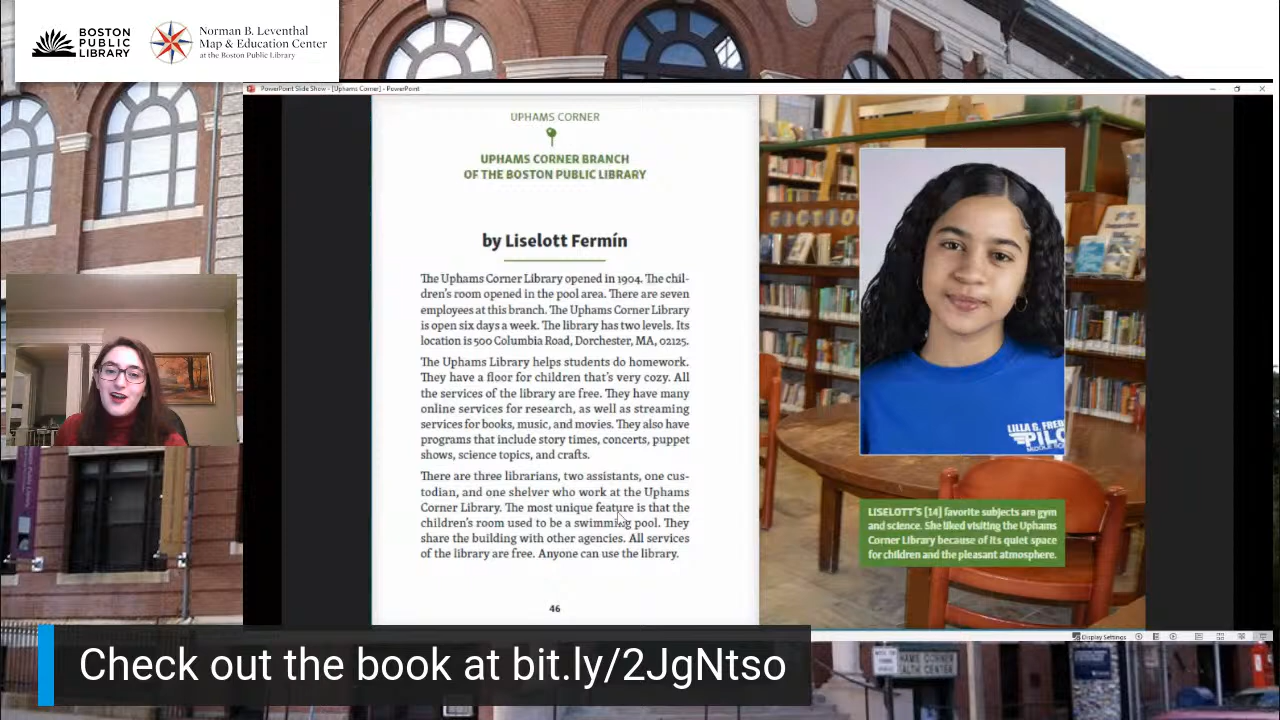 BOSTON
PUBLIC
LIBRARY
Norman B. Leventhal
Map & Education Center
at the Boston Public Library
PowerPoint Slide Show - [Uphams Corner] - PowerPoint
UPHAMS CORNER
UPHAMS CORNER BRANCH
OF THE BOSTON PUBLIC LIBRARY
by Liselott Fermín
The Uphams Corner Library opened in 1904. The chil-
dren's room opened in the pool area. There are seven
employees at this branch. The Uphams Corner Library
is open six days a week. The library has two levels. Its
location is 500 Columbia Road, Dorchester, MA, 02125.
The Uphams Library helps students do homework.
They have a floor for children that's very cozy. All
the services of the library are free. They have many
online services for research, as well as streaming
services for books, music, and movies. They also have
programs that include story times, concerts, puppet
shows, science topics, and crafts.
There are three librarians, two assistants, one cus-
todian, and one shelver who work at the Uphams
Corner Library. The most unique feature is that the
children's room used to be a swimming pool. They
share the building with other agencies. All services
of the library are free. Anyone can use the library.
46
FICTION
LILLA G. FRED
PILO
LISELOTT'S [14] favorite subjects are gym
and science. She liked visiting the Uphams
Corner Library because of its quiet space
for children and the pleasant atmosphere.
Display Settings
Check out the book at bit.ly/2JgNtso